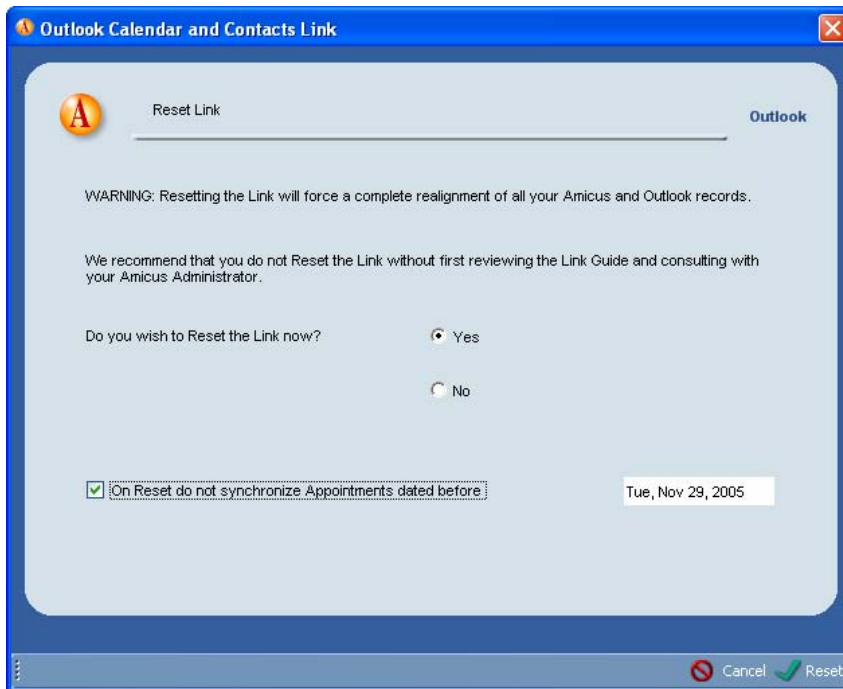 Outlook Calendar and Contacts Link
A
Reset Link
Outlook
WARNING: Resetting the Link will force a complete realignment of all your Amicus and Outlook records.
We recommend that you do not Reset the Link without first reviewing the Link Guide and consulting with
your Amicus Administrator.
Do you wish to Reset the Link now?
Yes
No
On Reset do not synchronize Appointments dated before
Tue, Nov 29, 2005
Cancel
Reset